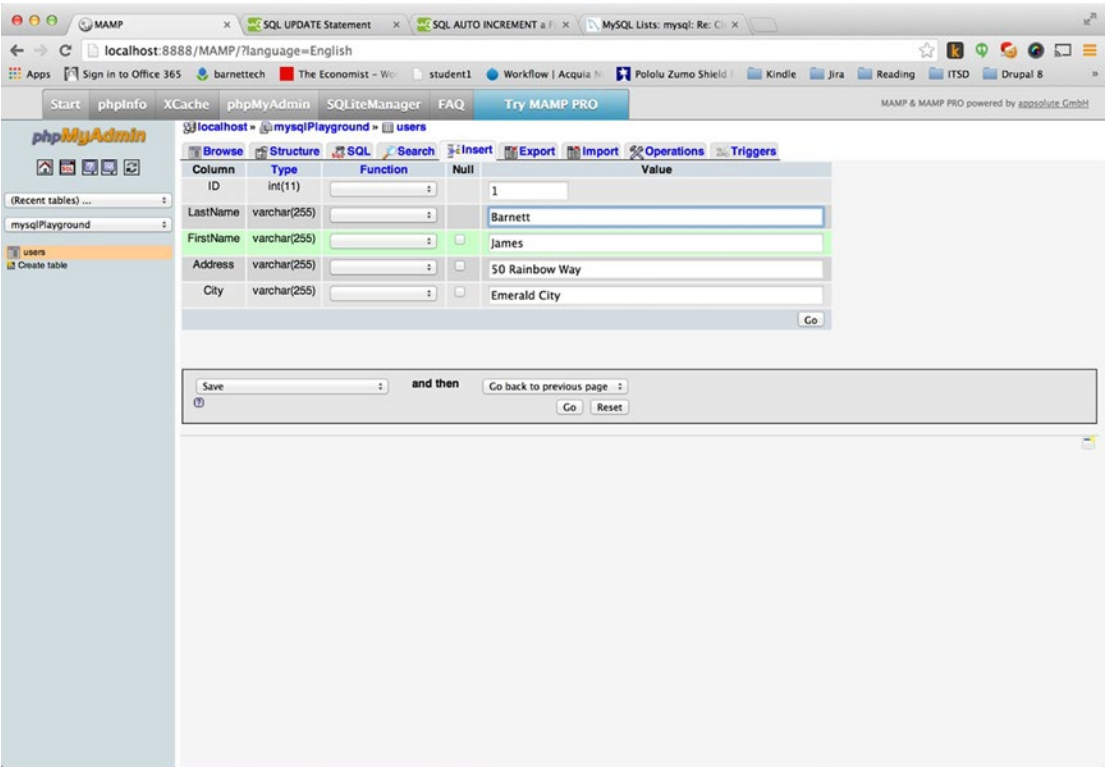 MAMP SQL UPDATE Statement SQL AUTO INCREMENT a MySQL Lists: mysql: Re:
localhost:8888/MAMP/?language=English
Apps Sign in to Office 365 barnettech The Economist - student1 Workflow | Acquia Pololu Zumo Shield Kindle Jira Reading ITSD Drupal 8 »
Start phpInfo XCache phpMyAdmin SQLiteManager FAQ Try MAMP PRO MAMP & MAMP PRO powered by appsolute GmbH
phpMyAdmin
(Recent tables) ...
mysqlPlayground
users
Create table
localhost » mysqlPlayground » users
Browse Structure SQL Search Insert Export Import Operations Triggers
Column Type Function Null Value
ID int(11) 1
LastName varchar(255) Barnett
FirstName varchar(255) James
Address varchar(255) 50 Rainbow Way
City varchar(255) Emerald City
Go
Save and then Go back to previous page
Go Reset